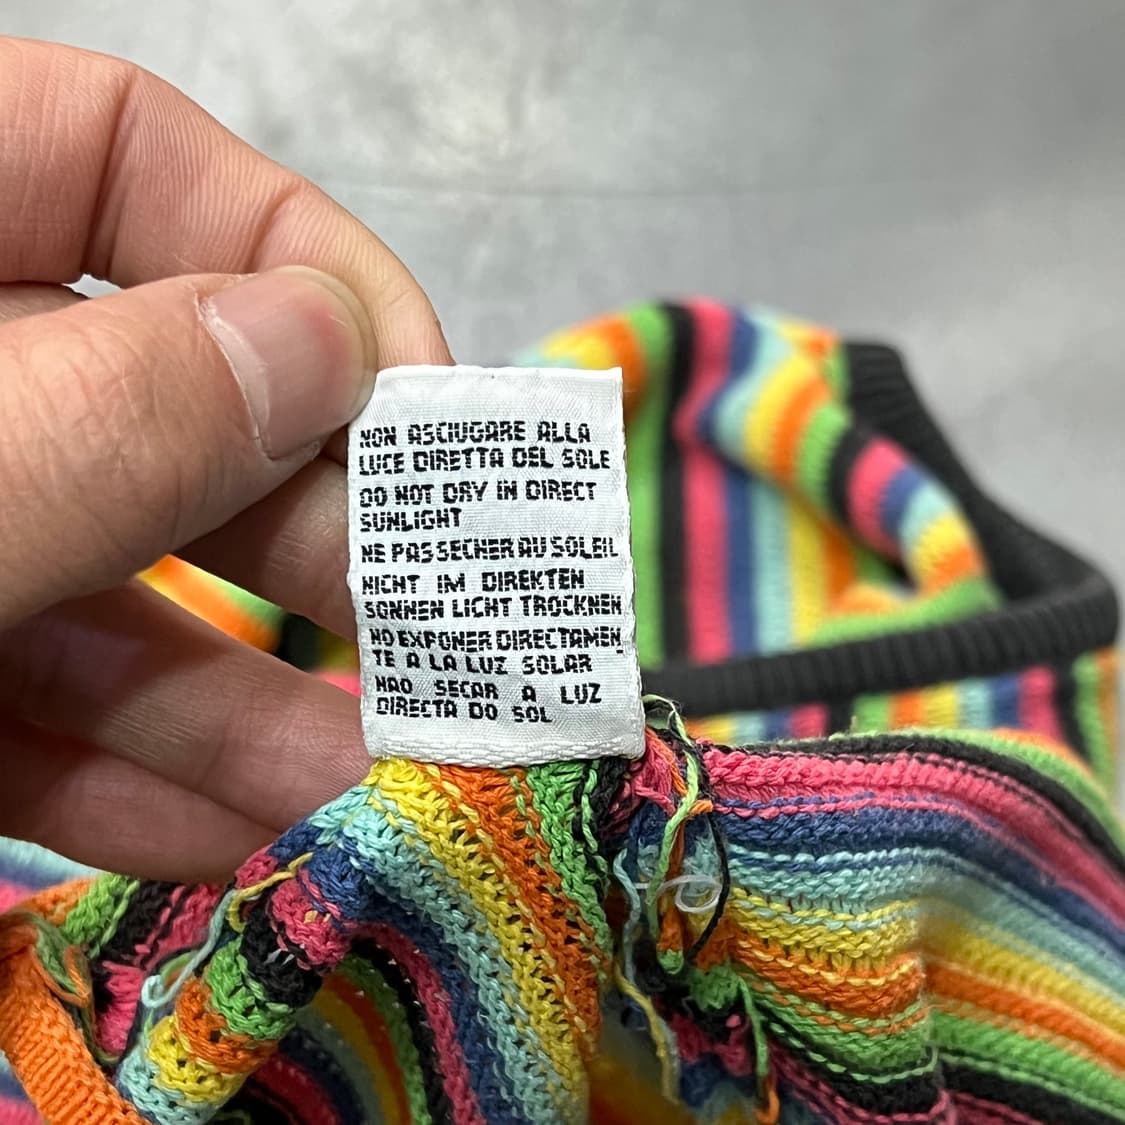 NON ASCIUGARE ALLA
LUCE DIRETTA DEL SOLE
DO NOT DRY IN DIRECT
SUNLIGHT
NE PAS SECHER AU SOLEIL
NICHT IM DIREKTEN
SONNEN LICHT TROCKNEN
NO EXPONER DIRECTAMEN_
TE A LA LUZ SOLAR
NAO SECAR A LUZ
DIRECTA DO SOL